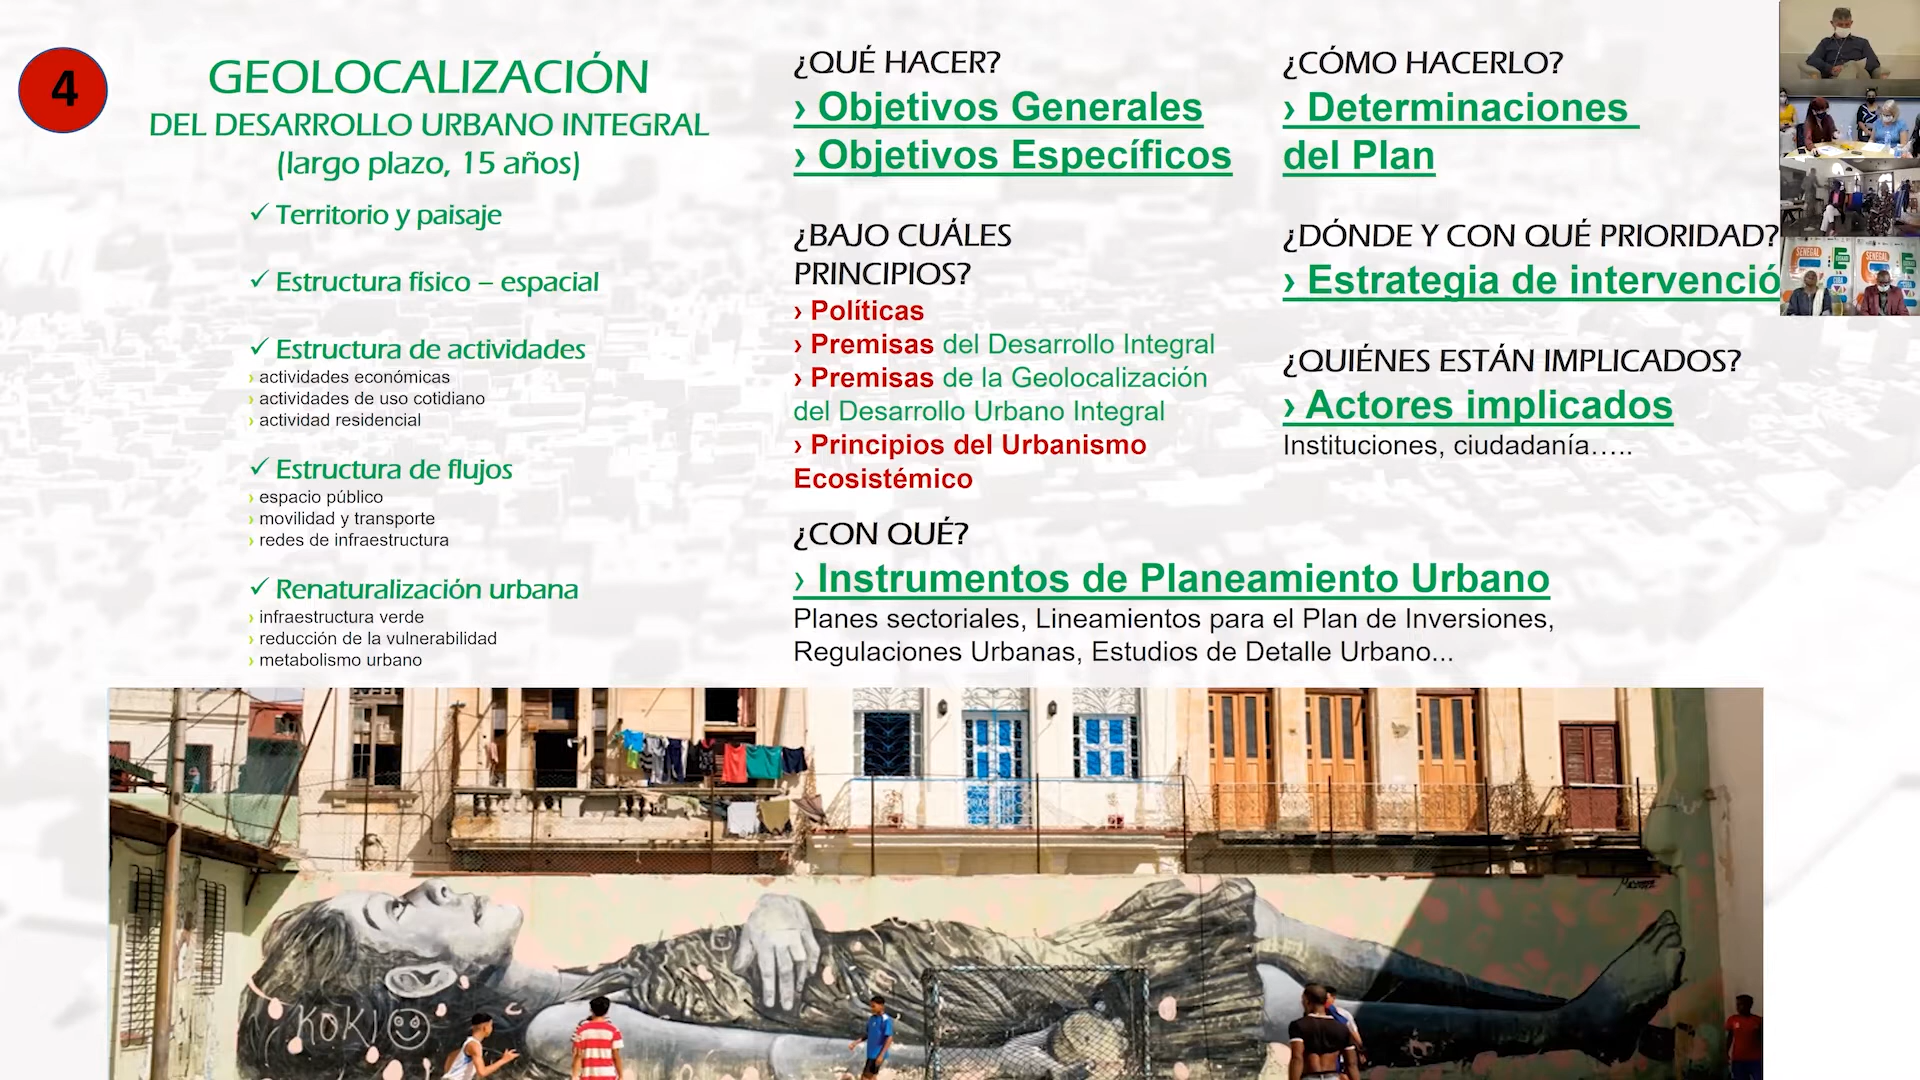 4
GEOLOCALIZACIÓN
DEL DESARROLLO URBANO INTEGRAL
(largo plazo, 15 años)
✓ Territorio y paisaje
✓ Estructura físico – espacial
✓ Estructura de actividades
› actividades económicas
› actividades de uso cotidiano
› actividad residencial
✓ Estructura de flujos
› espacio público
› movilidad y transporte
› redes de infraestructura
✓ Renaturalización urbana
› infraestructura verde
› reducción de la vulnerabilidad
› metabolismo urbano
¿QUÉ HACER?
› Objetivos Generales
› Objetivos Específicos
¿BAJO CUÁLES
PRINCIPIOS?
› Políticas
› Premisas del Desarrollo Integral
› Premisas de la Geolocalización
del Desarrollo Urbano Integral
› Principios del Urbanismo
Ecosistémico
¿CON QUÉ?
› Instrumentos de Planeamiento Urbano
Planes sectoriales, Lineamientos para el Plan de Inversiones,
Regulaciones Urbanas, Estudios de Detalle Urbano...
¿CÓMO HACERLO?
› Determinaciones
del Plan
¿DÓNDE Y CON QUÉ PRIORIDAD?
› Estrategia de intervenció
¿QUIÉNES ESTÁN IMPLICADOS?
› Actores implicados
Instituciones, ciudadanía.....
SENEGAL
SENEGAL
KOKI